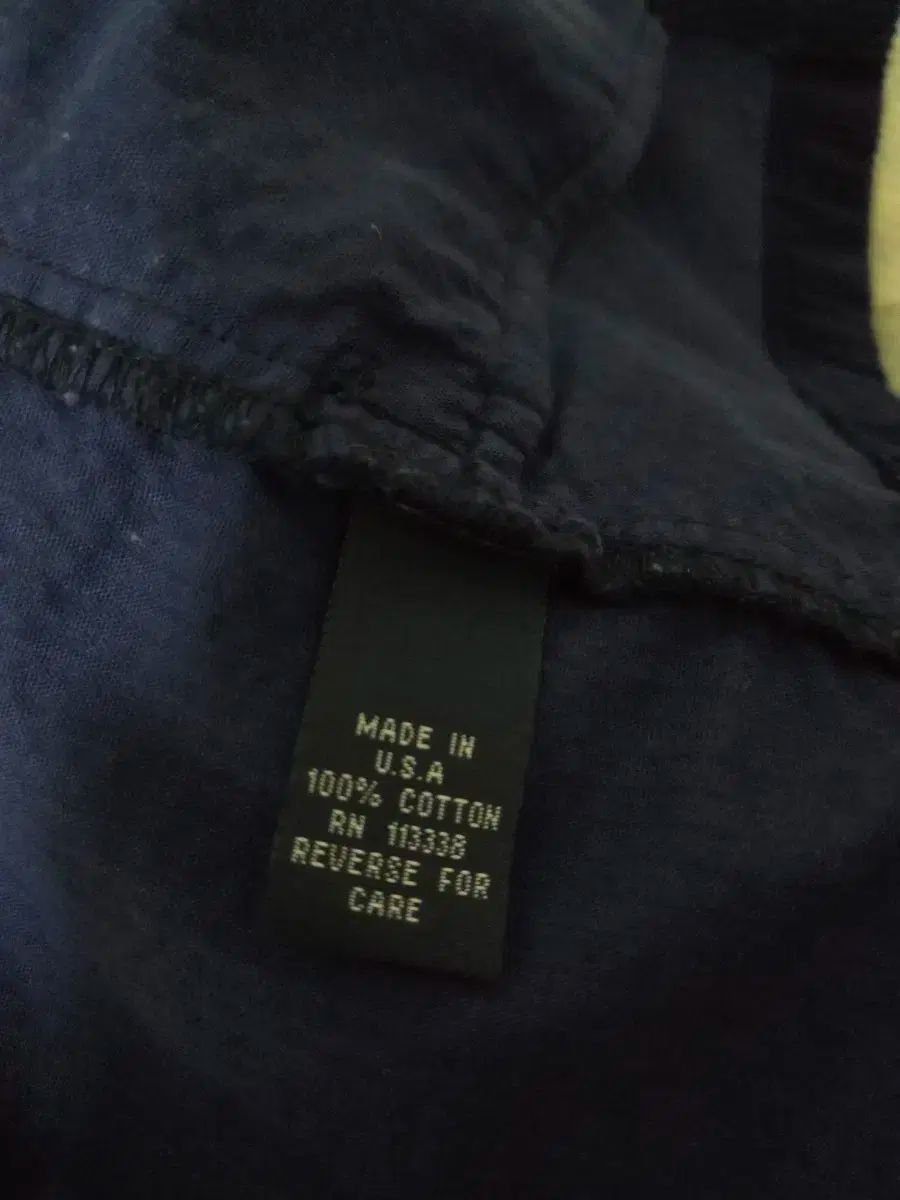 MADE IN
U.S.A
100% COTTON
RN 113338
REVERSE FOR
CARE